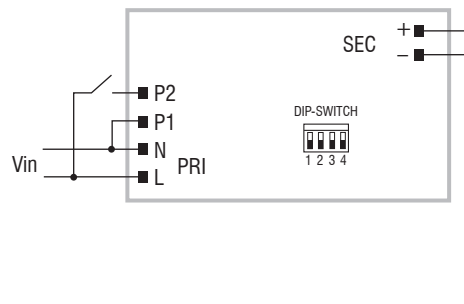 +
SEC
–
P2
DIP-SWITCH
P1
N
1 2 3 4
Vin
PRI
L